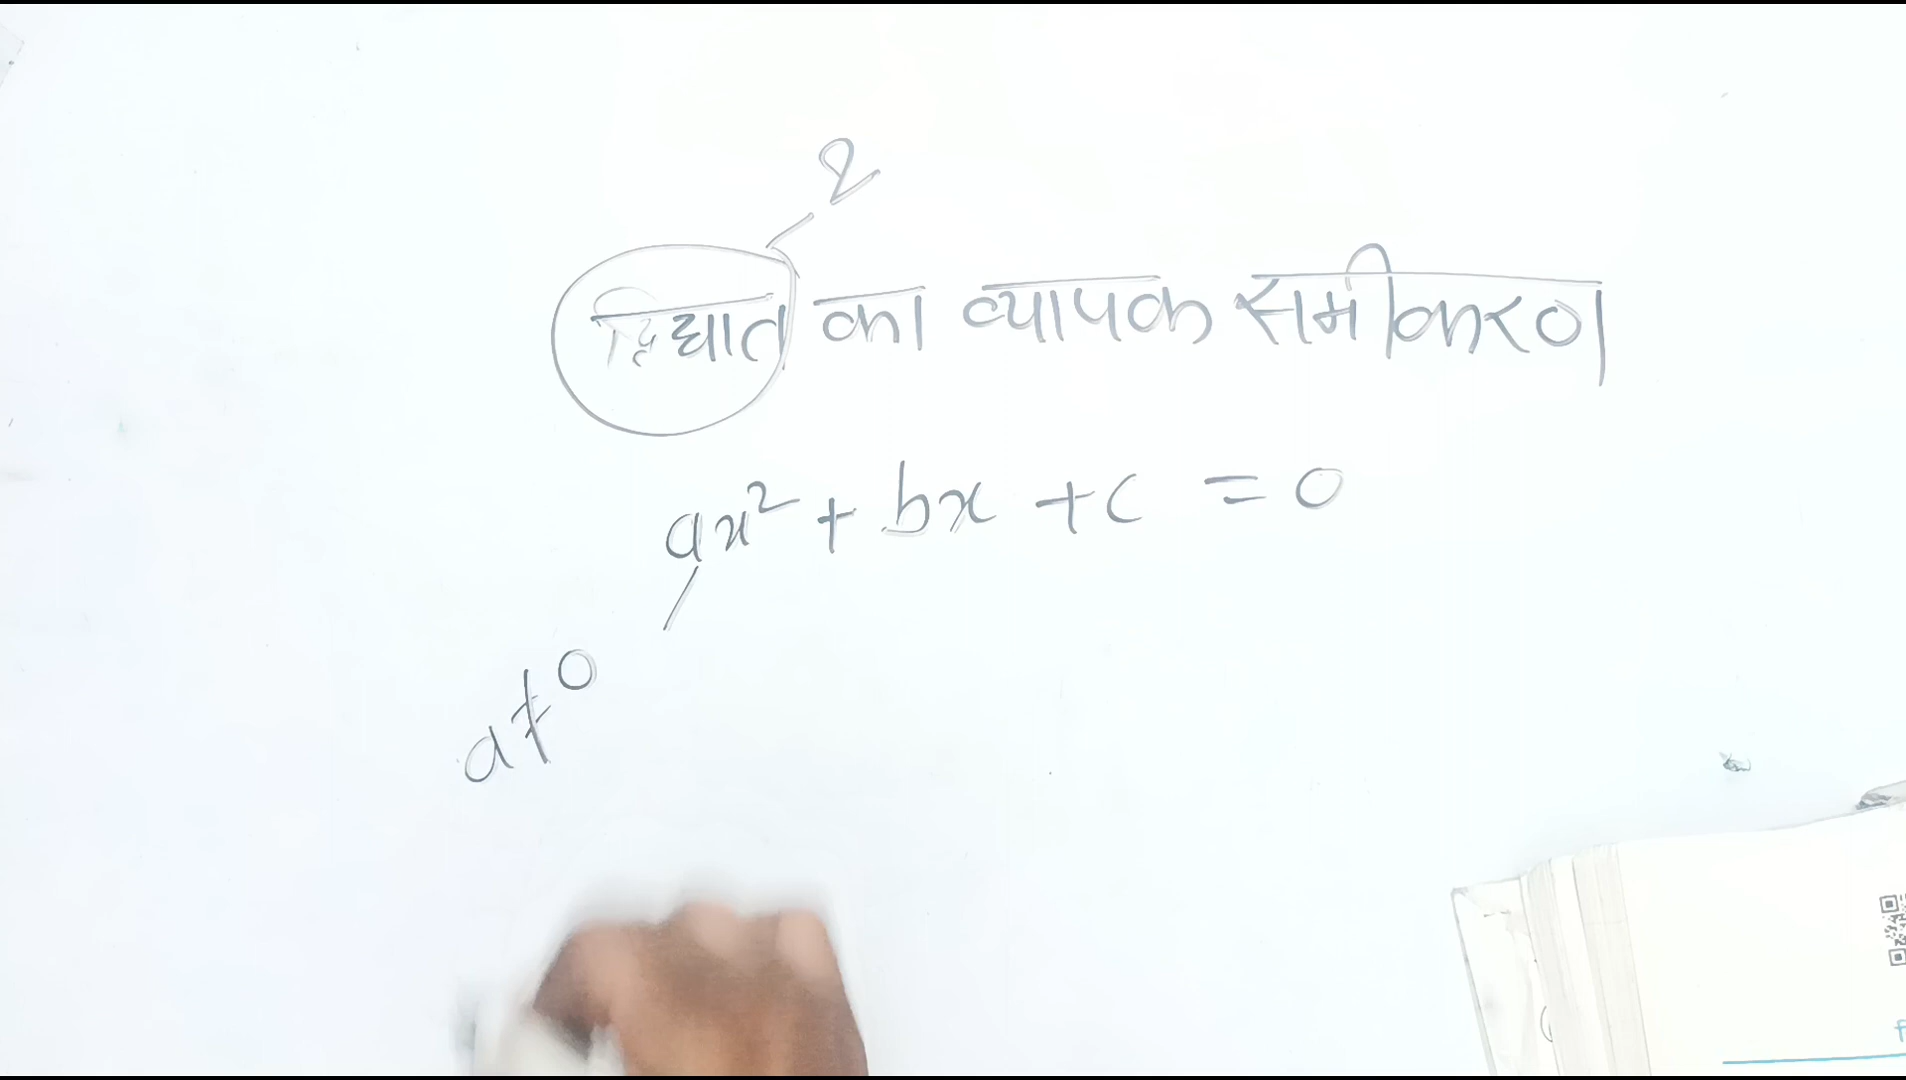 2
द्विघात का व्यापक समीकरण
ax² + bx + c = 0
a ≠ 0
f